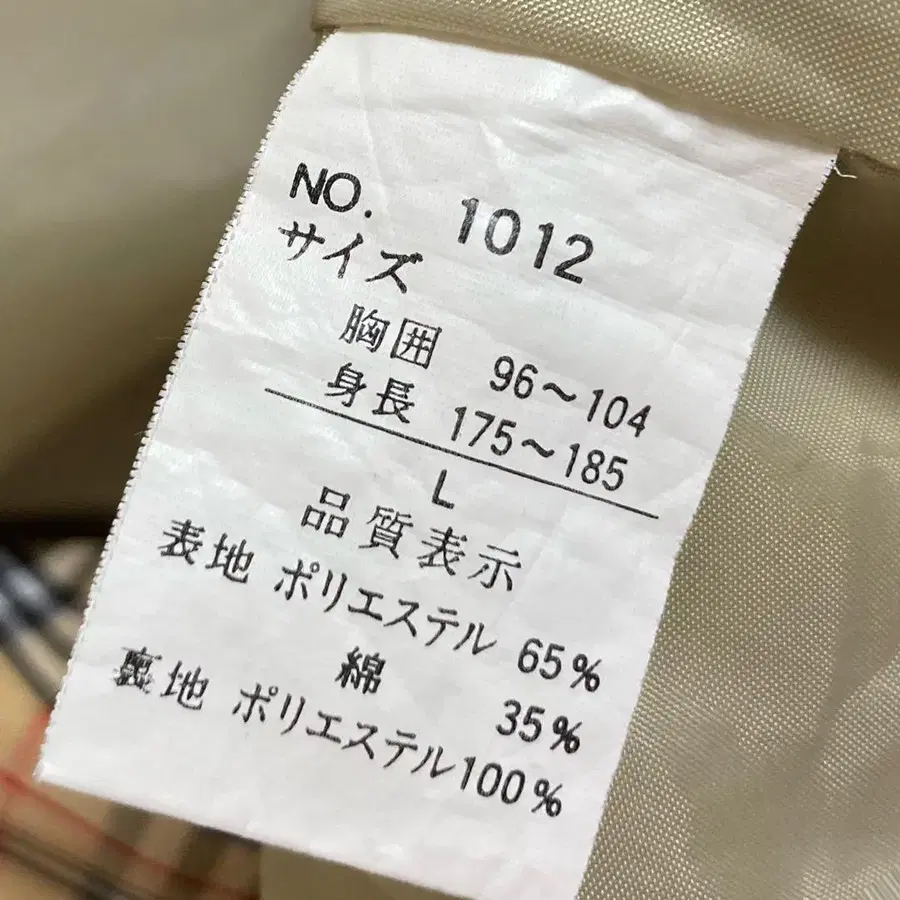 NO. 1012
サイズ
胸囲 96～104
身長 175～185
L
品質表示
表地 ポリエステル 65%
綿 35%
裏地 ポリエステル100%